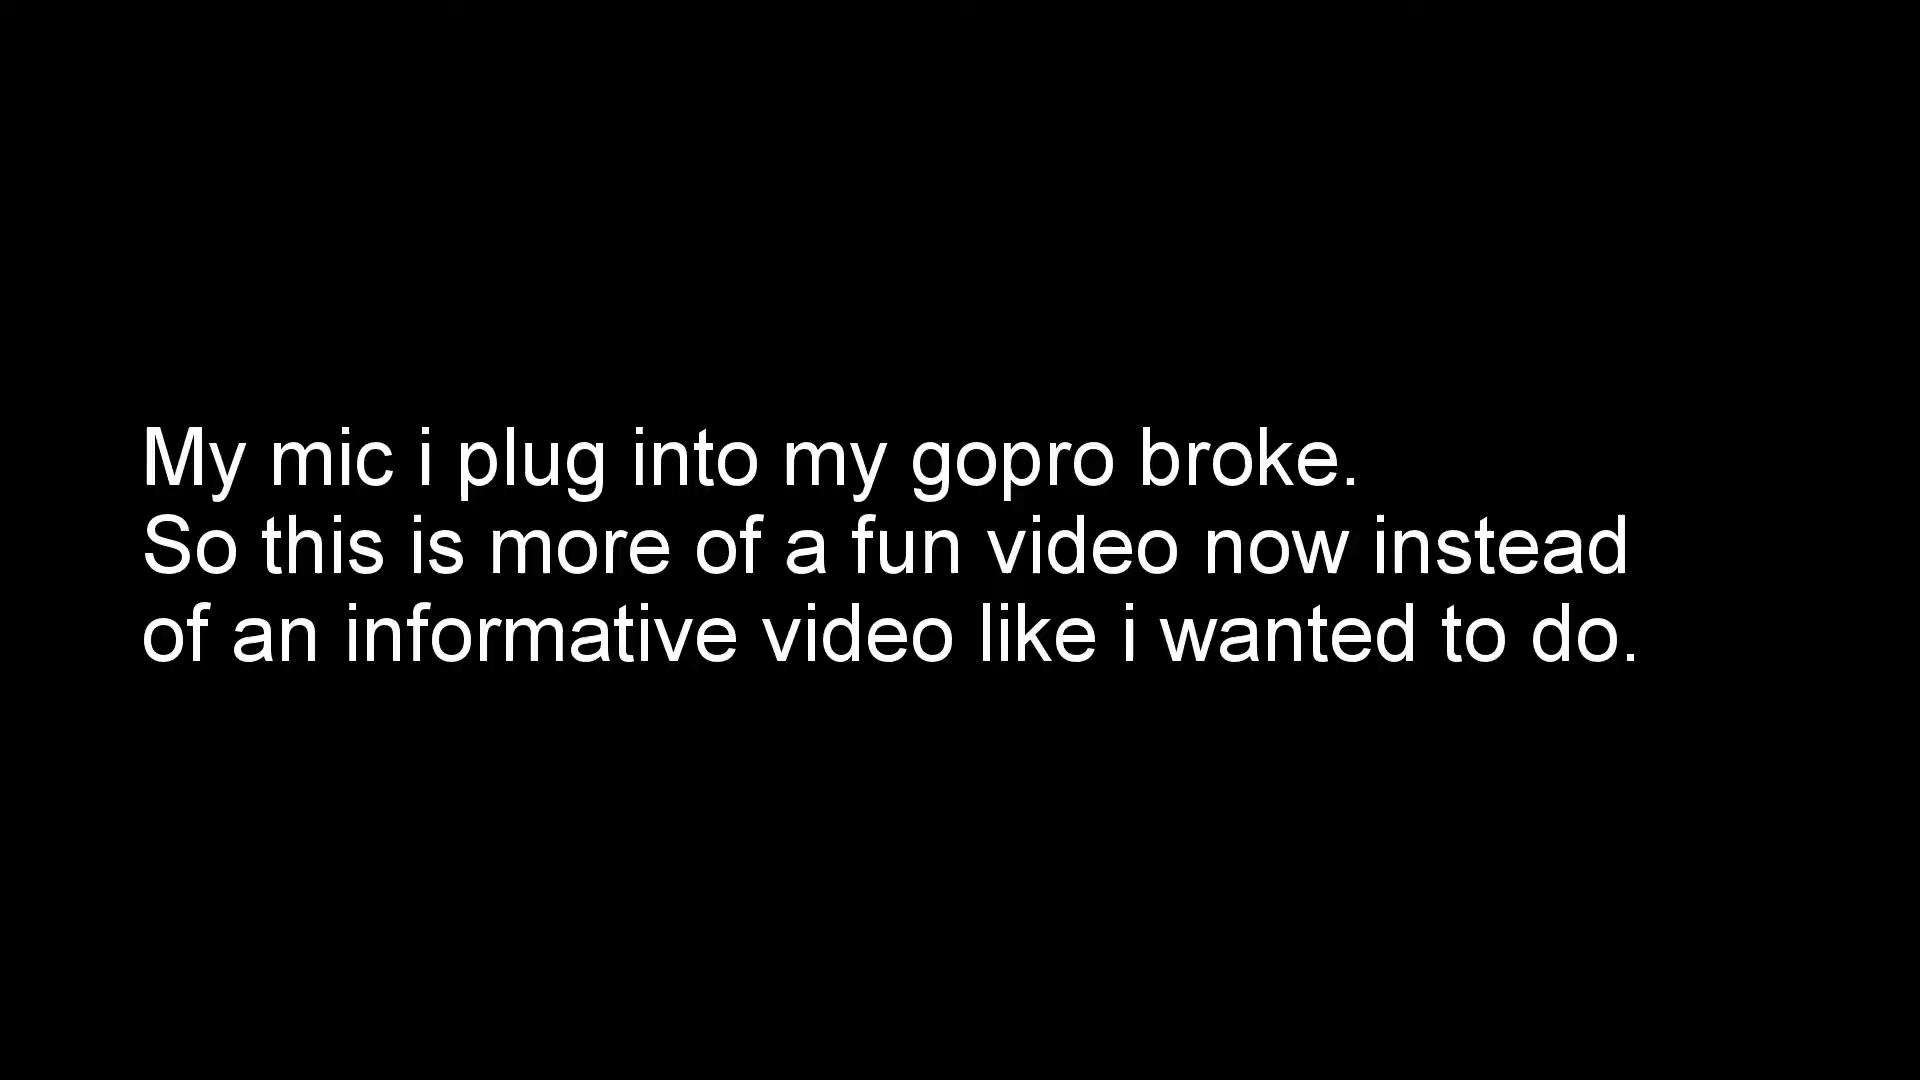 My mic i plug into my gopro broke.
So this is more of a fun video now instead
of an informative video like i wanted to do.